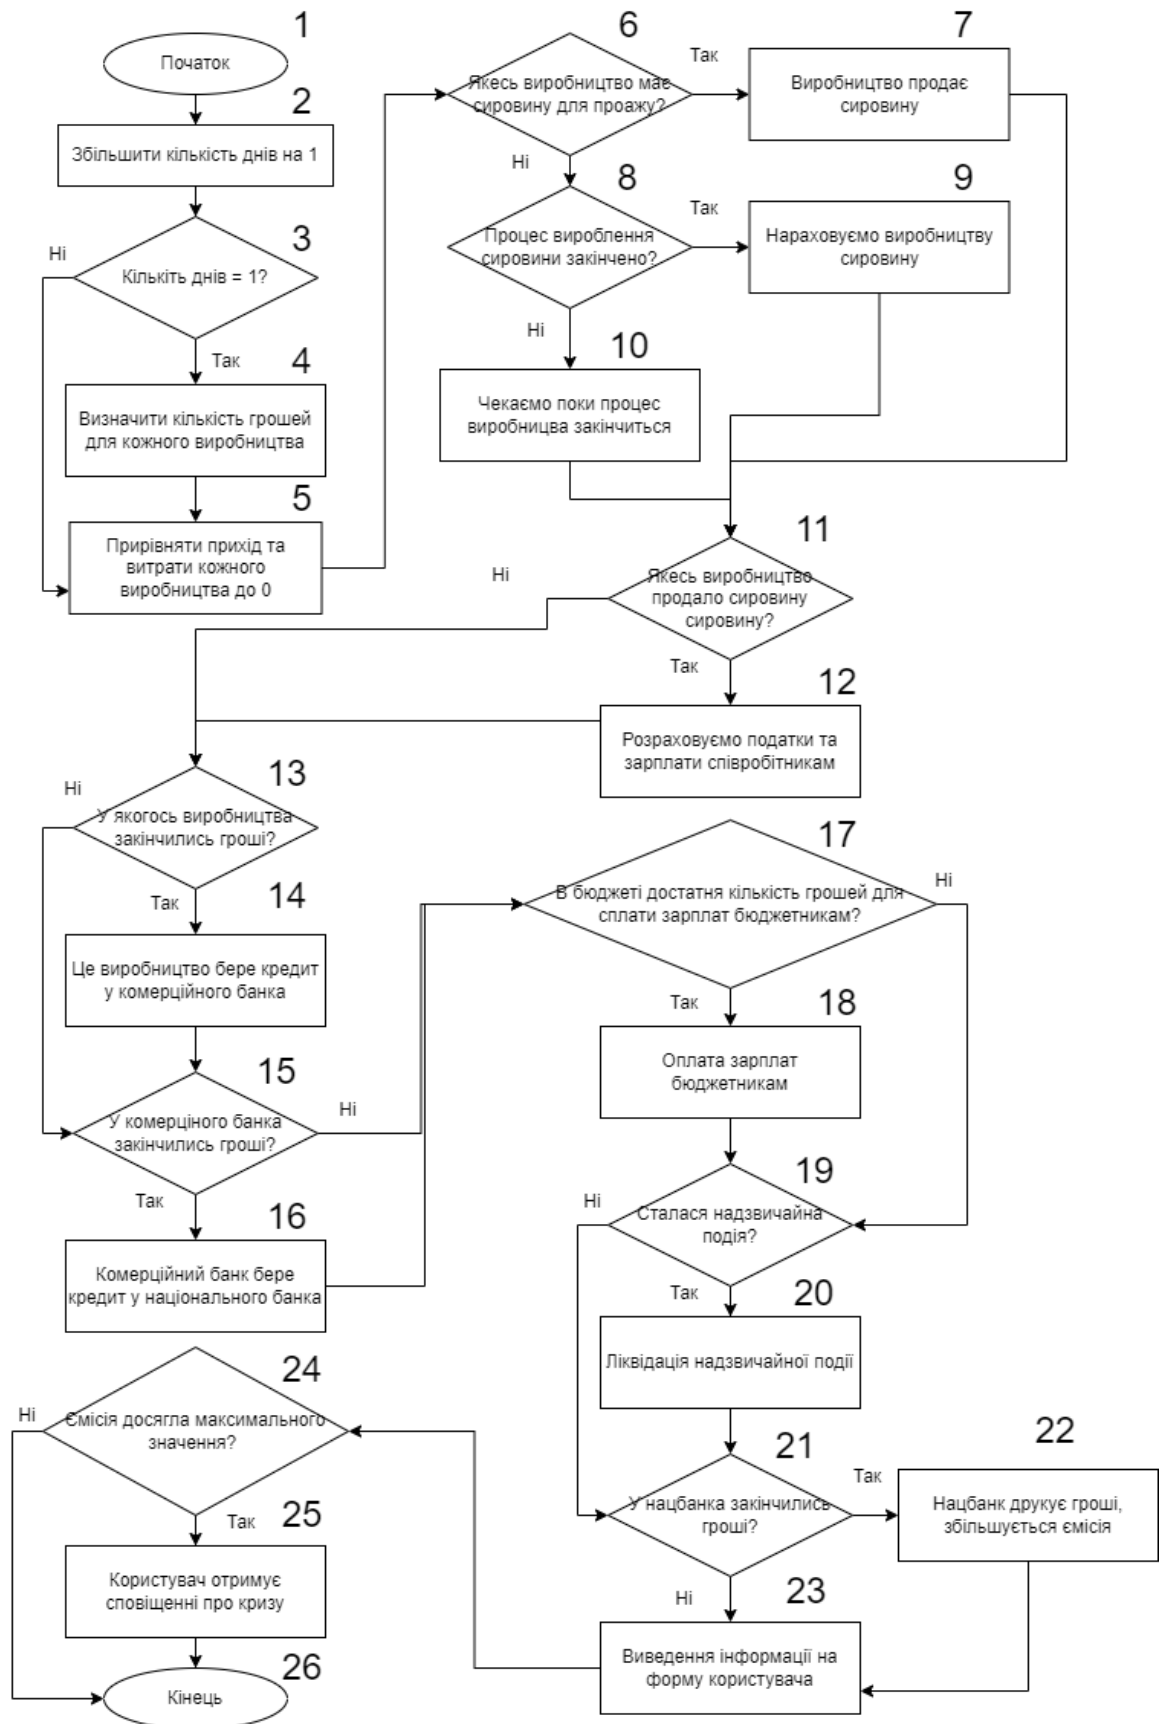 1
Початок
2
Збільшити кількість днів на 1
3
Ні
Кількіть днів = 1?
Так
4
Визначити кількість грошей
для кожного виробництва
5
Прирівняти прихід та
витрати кожного
виробництва до 0
6
Якесь виробництво має
сировину для проажу?
Так
Ні
7
Виробництво продає
сировину
8
Процес вироблення
сировини закінчено?
Так
Ні
9
Нараховуємо виробництву
сировину
10
Чекаємо поки процес
виробницва закінчиться
11
Ні
Якесь виробництво
продало сировину
сировину?
Так
12
Розраховуємо податки та
зарплати співробітникам
13
Ні
У якогось виробництва
закінчились гроші?
Так
14
Це виробництво бере кредит
у комерційного банка
15
У комерціного банка
закінчились гроші?
Ні
Так
16
Комерційний банк бере
кредит у національного банка
17
В бюджеті достатня кількість грошей для
сплати зарплат бюджетникам?
Ні
Так
18
Оплата зарплат
бюджетникам
19
Ні
Сталася надзвичайна
подія?
Так
20
Ліквідація надзвичайної події
21
У нацбанка закінчились
гроші?
Так
Ні
22
Нацбанк друкує гроші,
збільшується ємісія
23
Виведення інформації на
форму користувача
24
Ні
Ємісія досягла максимального
значення?
Так
25
Користувач отримує
сповіщенні про кризу
26
Кінець